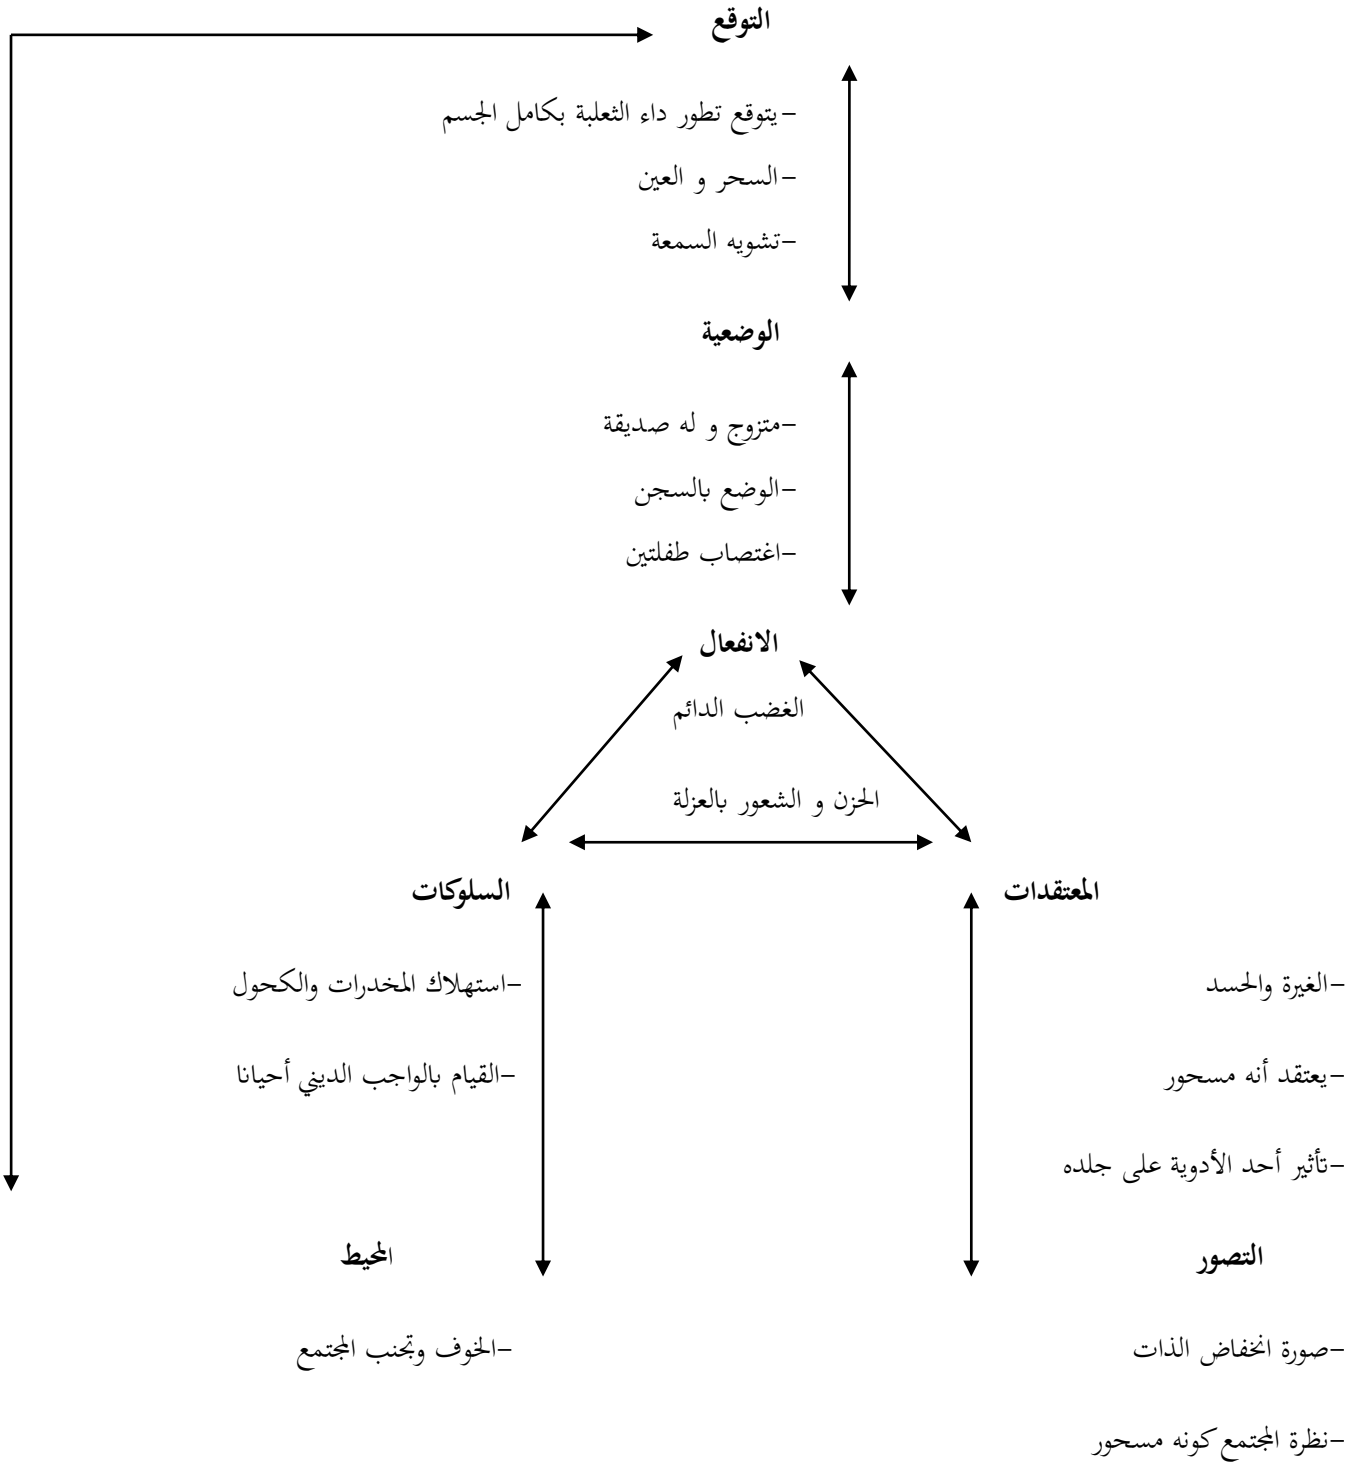 التوقع
-يتوقع تطور داء الثعلبة بكامل الجسم
-السحر و العين
-تشويه السمعة
الوضعية
-متزوج و له صديقة
-الوضع بالسجن
-اغتصاب طفلتين
الانفعال
الغضب الدائم
الحزن و الشعور بالعزلة
المعتقدات
-الغيرة والحسد
-يعتقد أنه مسحور
-تأثير أحد الأدوية على جلده
السلوكات
-استهلاك المخدرات والكحول
-القيام بالواجب الديني أحيانا
التصور
-صورة انخفاض الذات
-نظرة المجتمع كونه مسحور
المحيط
-الخوف وتجنب المجتمع